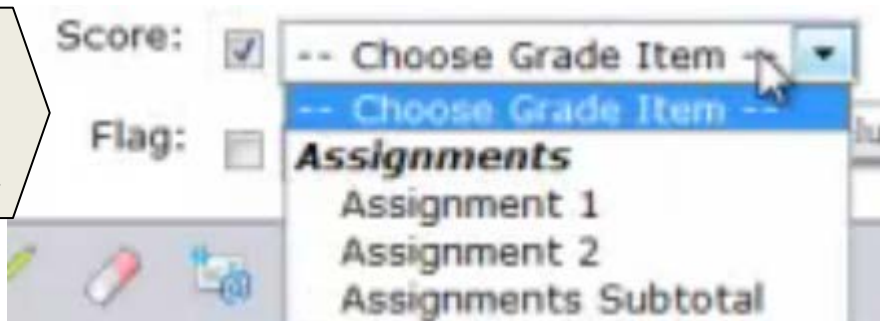 Score:
-- Choose Grade Item --
-- Choose Grade Item --
Flag:
Assignments
Assignment 1
Assignment 2
Assignments Subtotal